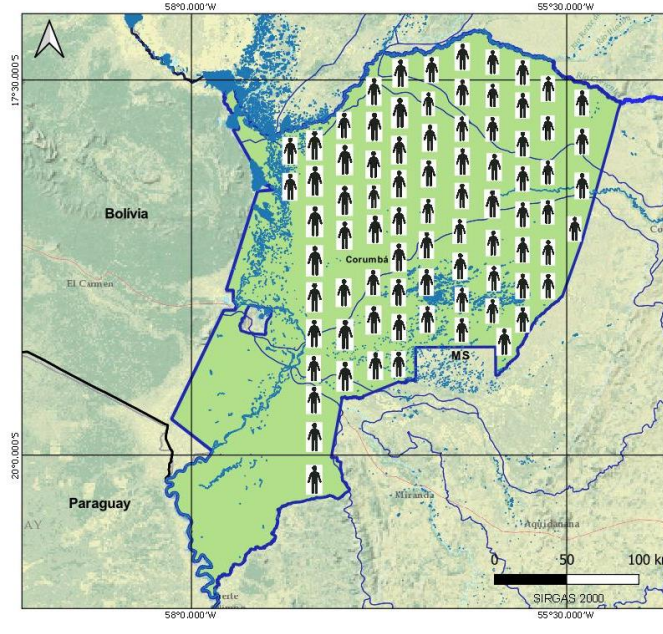 58°0.000'W
55°30.000'W
17°30.000'S
Bolívia
El Carmen
Corumbá
MS
20°0.000'S
Miranda
Aquidauana
Paraguay
AY
0 50 100 km
SIRGAS 2000
58°0.000'W
55°30.000'W